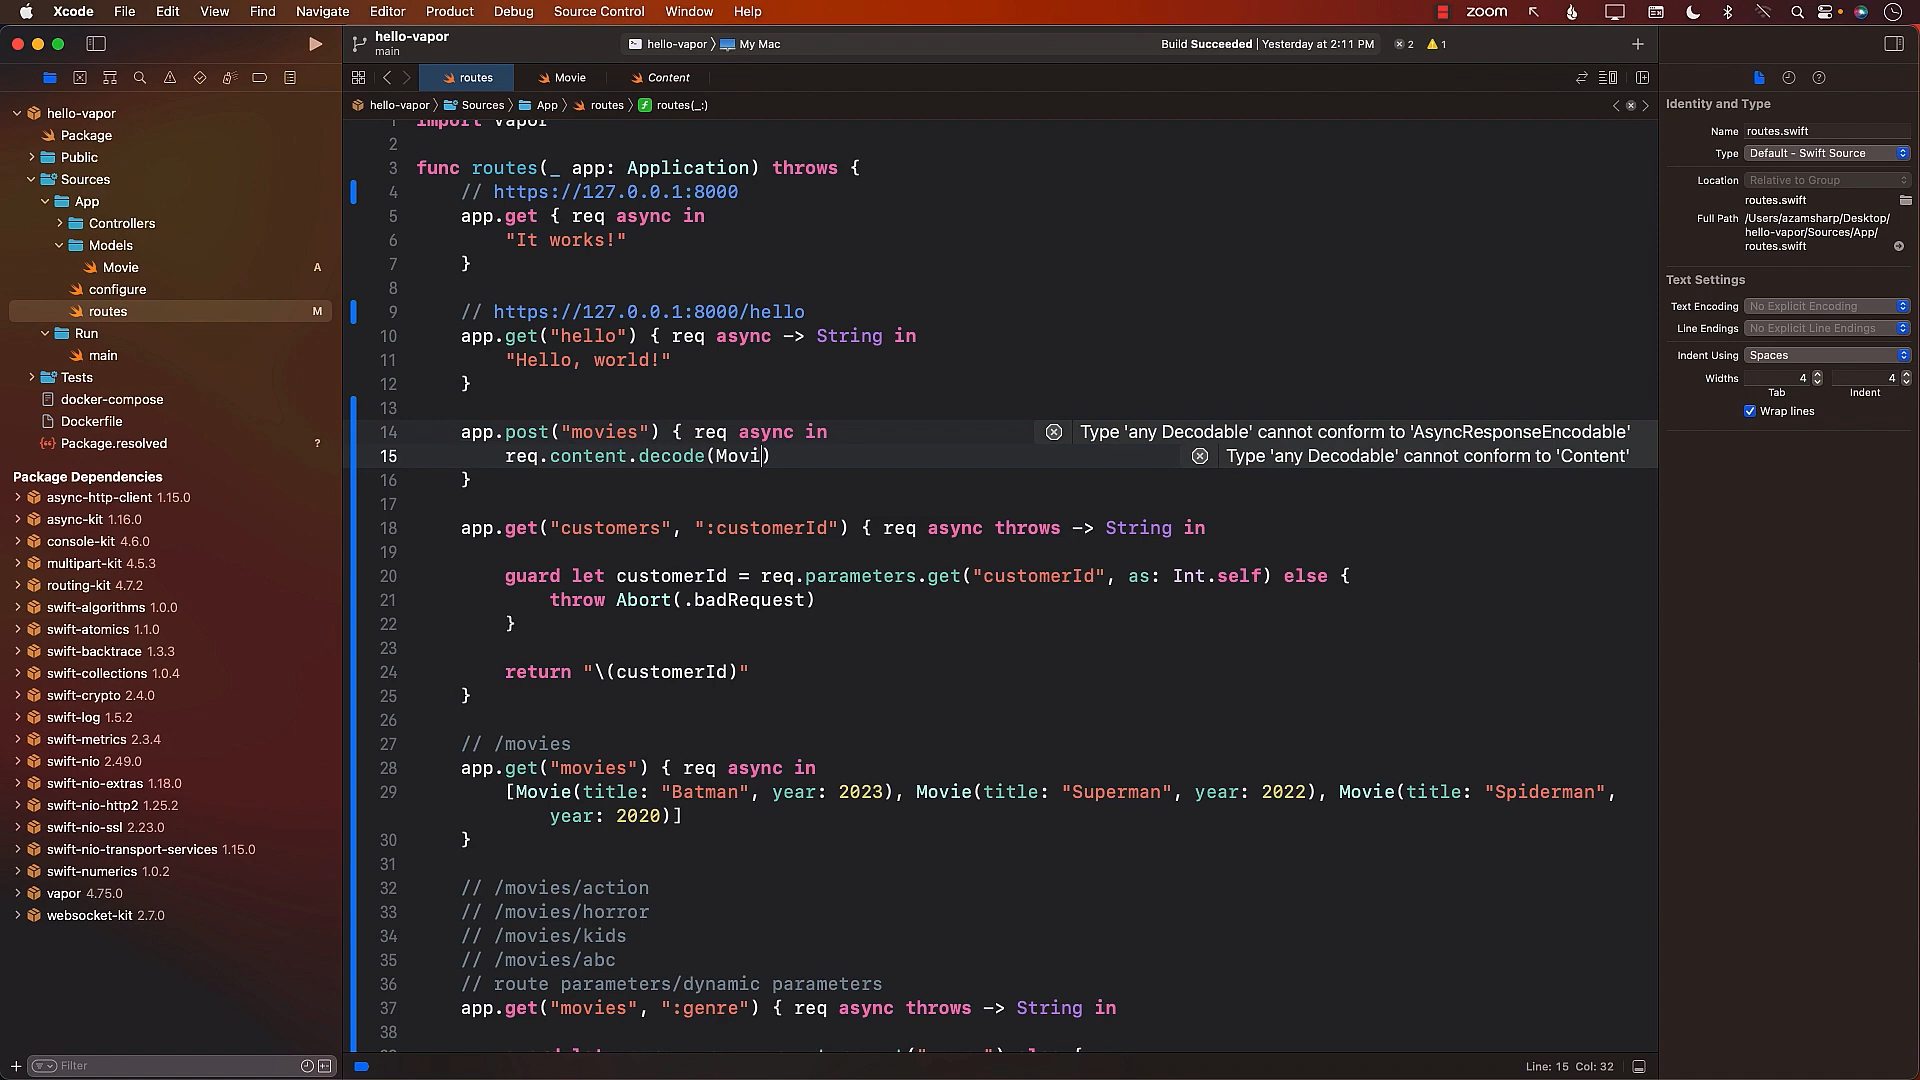 Xcode File Edit View Find Navigate Editor Product Debug Source Control Window Help zoom
hello-vapor
main
hello-vapor My Mac
Build Succeeded | Yesterday at 2:11 PM 2 1
routes Movie Content
hello-vapor Sources App routes routes(_:)
hello-vapor
Package
Public
Sources
App
Controllers
Models
Movie A
configure
routes M
Run
main
Tests
docker-compose
Dockerfile
Package.resolved ?
Package Dependencies
async-http-client 1.15.0
async-kit 1.16.0
console-kit 4.6.0
multipart-kit 4.5.3
routing-kit 4.7.2
swift-algorithms 1.0.0
swift-atomics 1.1.0
swift-backtrace 1.3.3
swift-collections 1.0.4
swift-crypto 2.4.0
swift-log 1.5.2
swift-metrics 2.3.4
swift-nio 2.49.0
swift-nio-extras 1.18.0
swift-nio-http2 1.25.2
swift-nio-ssl 2.23.0
swift-nio-transport-services 1.15.0
swift-numerics 1.0.2
vapor 4.75.0
websocket-kit 2.7.0
Filter
1 import Vapor
2
3 func routes(_ app: Application) throws {
4 // https://127.0.0.1:8000
5 app.get { req async in
6 "It works!"
7 }
8
9 // https://127.0.0.1:8000/hello
10 app.get("hello") { req async -> String in
11 "Hello, world!"
12 }
13
14 app.post("movies") { req async in Type 'any Decodable' cannot conform to 'AsyncResponseEncodable'
15 req.content.decode(Movi) Type 'any Decodable' cannot conform to 'Content'
16 }
17
18 app.get("customers", ":customerId") { req async throws -> String in
19
20 guard let customerId = req.parameters.get("customerId", as: Int.self) else {
21 throw Abort(.badRequest)
22 }
23
24 return "\(customerId)"
25 }
26
27 // /movies
28 app.get("movies") { req async in
29 [Movie(title: "Batman", year: 2023), Movie(title: "Superman", year: 2022), Movie(title: "Spiderman",
year: 2020)]
30 }
31
32 // /movies/action
33 // /movies/horror
34 // /movies/kids
35 // /movies/abc
36 // route parameters/dynamic parameters
37 app.get("movies", ":genre") { req async throws -> String in
38
Line: 15 Col: 32
Identity and Type
Name routes.swift
Type Default - Swift Source
Location Relative to Group
routes.swift
Full Path /Users/azamsharp/Desktop/
hello-vapor/Sources/App/
routes.swift
Text Settings
Text Encoding No Explicit Encoding
Line Endings No Explicit Line Endings
Indent Using Spaces
Widths 4 4
Tab Indent
Wrap lines